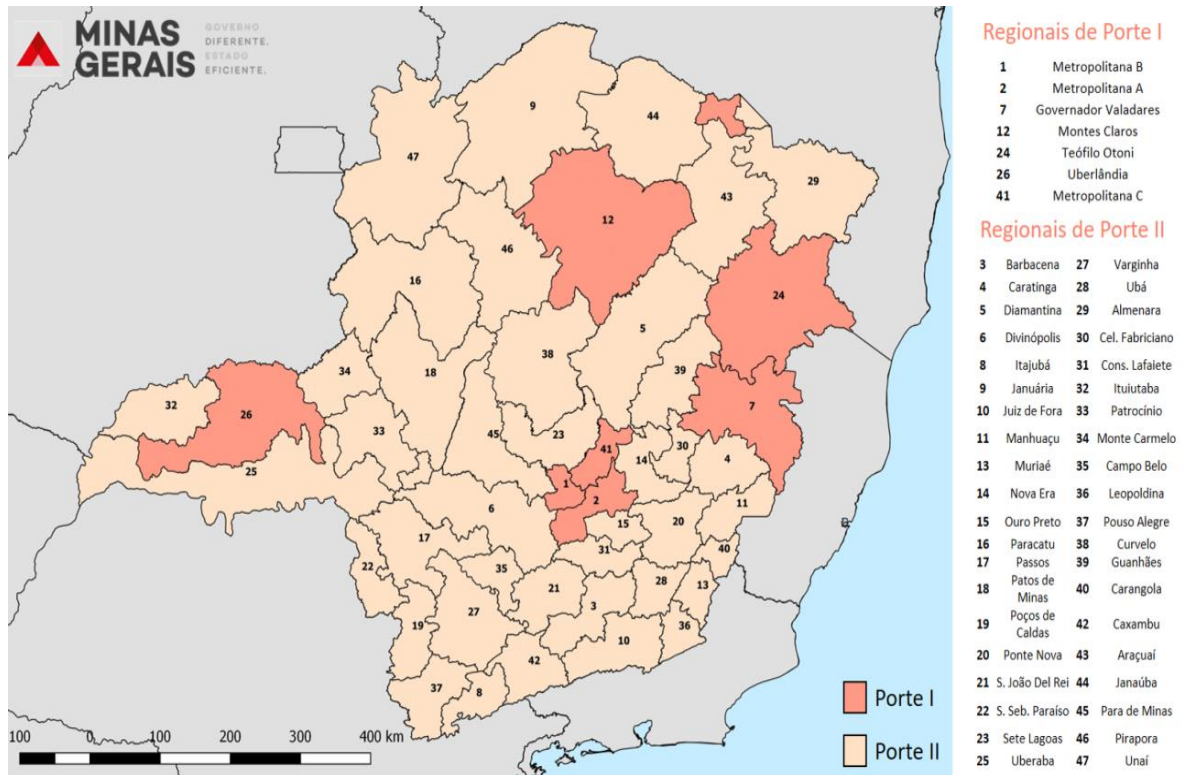 MINAS GERAIS
GOVERNO
DIFERENTE.
ESTADO
EFICIENTE.
9
44
47
43
29
12
46
16
24
5
38
34
18
39
32
26
7
33
23
45
41
30
14
4
25
1
2
11
6
15
20
17
31
40
22
35
21
28
13
3
27
19
36
10
42
37
8
Porte I
Porte II
100 0 100 200 300 400 km
Regionais de Porte I
1 Metropolitana B
2 Metropolitana A
7 Governador Valadares
12 Montes Claros
24 Teófilo Otoni
26 Uberlândia
41 Metropolitana C
Regionais de Porte II
3 Barbacena 27 Varginha
4 Caratinga 28 Ubá
5 Diamantina 29 Almenara
6 Divinópolis 30 Cel. Fabriciano
8 Itajubá 31 Cons. Lafaiete
9 Januária 32 Ituiutaba
10 Juiz de Fora 33 Patrocínio
11 Manhuaçu 34 Monte Carmelo
13 Muriaé 35 Campo Belo
14 Nova Era 36 Leopoldina
15 Ouro Preto 37 Pouso Alegre
16 Paracatu 38 Curvelo
17 Passos 39 Guanhães
18 Patos de Minas 40 Carangola
19 Poços de Caldas 42 Caxambu
20 Ponte Nova 43 Araçuaí
21 S. João Del Rei 44 Janaúba
22 S. Seb. Paraíso 45 Para de Minas
23 Sete Lagoas 46 Pirapora
25 Uberaba 47 Unaí